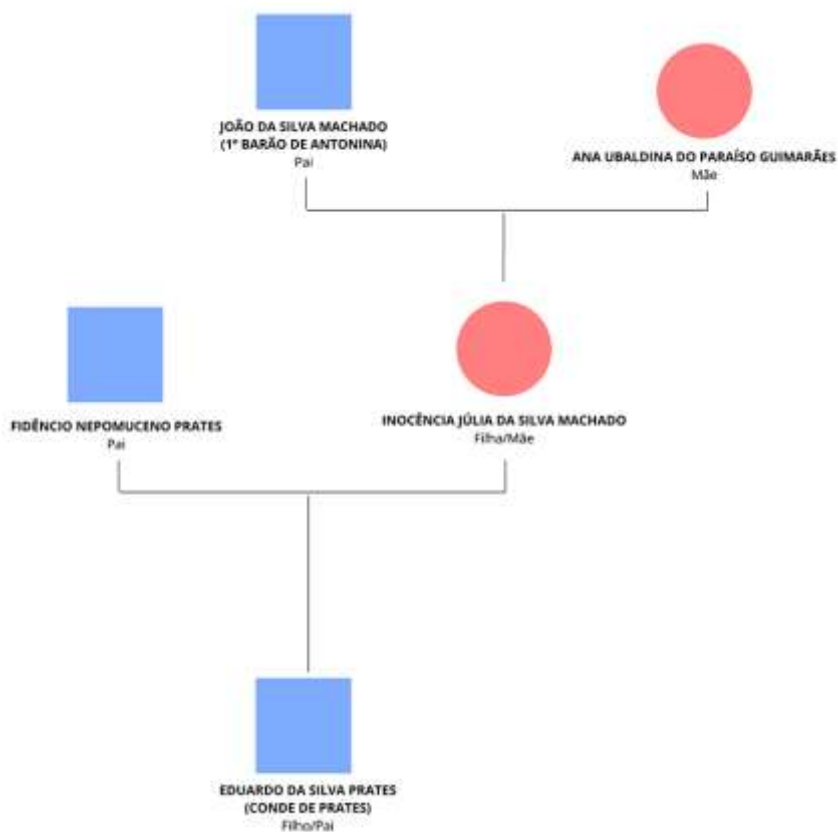 JOÃO DA SILVA MACHADO
(1º BARÃO DE ANTONINA)
Pai
ANA UBALDINA DO PARAÍSO GUIMARÃES
Mãe
FIDÊNCIO NEPOMUCENO PRATES
Pai
INOCÊNCIA JÚLIA DA SILVA MACHADO
Filha/Mãe
EDUARDO DA SILVA PRATES
(CONDE DE PRATES)
Filho/Pai